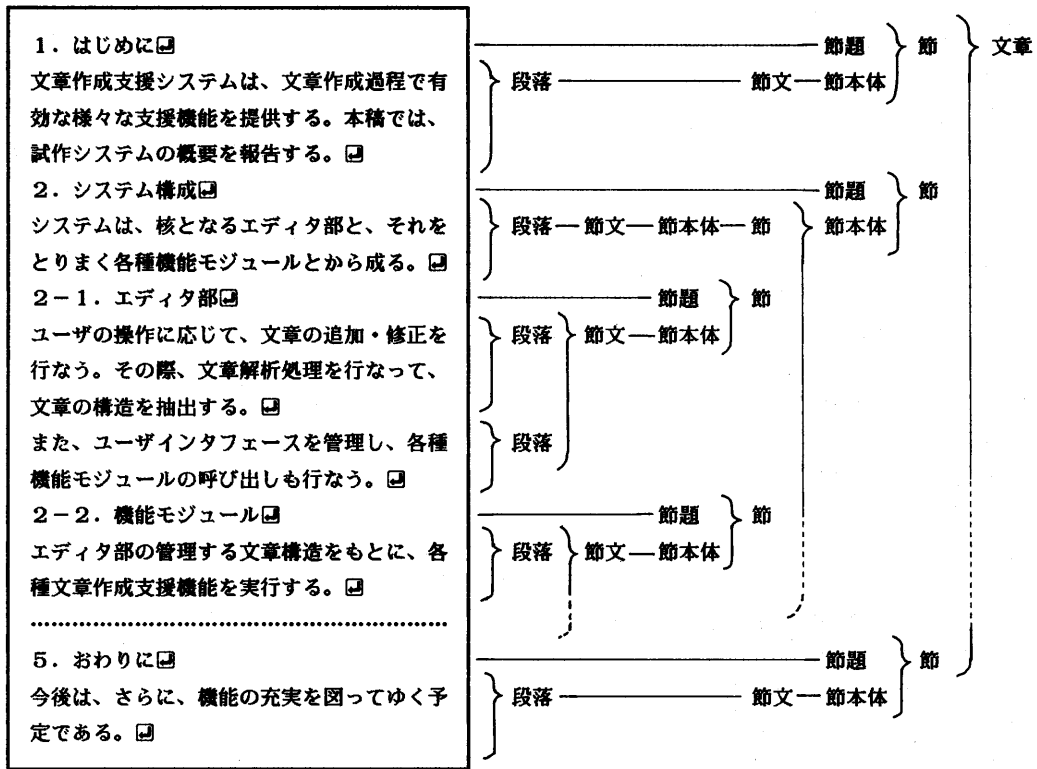 1．はじめに↵ 節題 節 文章
文章作成支援システムは、文章作成過程で有 段落 節文 節本体
効な様々な支援機能を提供する。本稿では、
試作システムの概要を報告する。↵
2．システム構成↵ 節題 節
システムは、核となるエディタ部と、それを 段落 節文 節本体 節 節本体
とりまく各種機能モジュールとから成る。↵
2－1．エディタ部↵ 節題 節
ユーザの操作に応じて、文章の追加・修正を 段落 節文 節本体
行なう。その際、文章解析処理を行なって、
文章の構造を抽出する。↵
また、ユーザインタフェースを管理し、各種 段落
機能モジュールの呼び出しも行なう。↵
2－2．機能モジュール↵ 節題 節
エディタ部の管理する文章構造をもとに、各 段落 節文 節本体
種文章作成支援機能を実行する。↵
5．おわりに↵ 節題 節
今後は、さらに、機能の充実を図ってゆく予 段落 節文 節本体
定である。↵